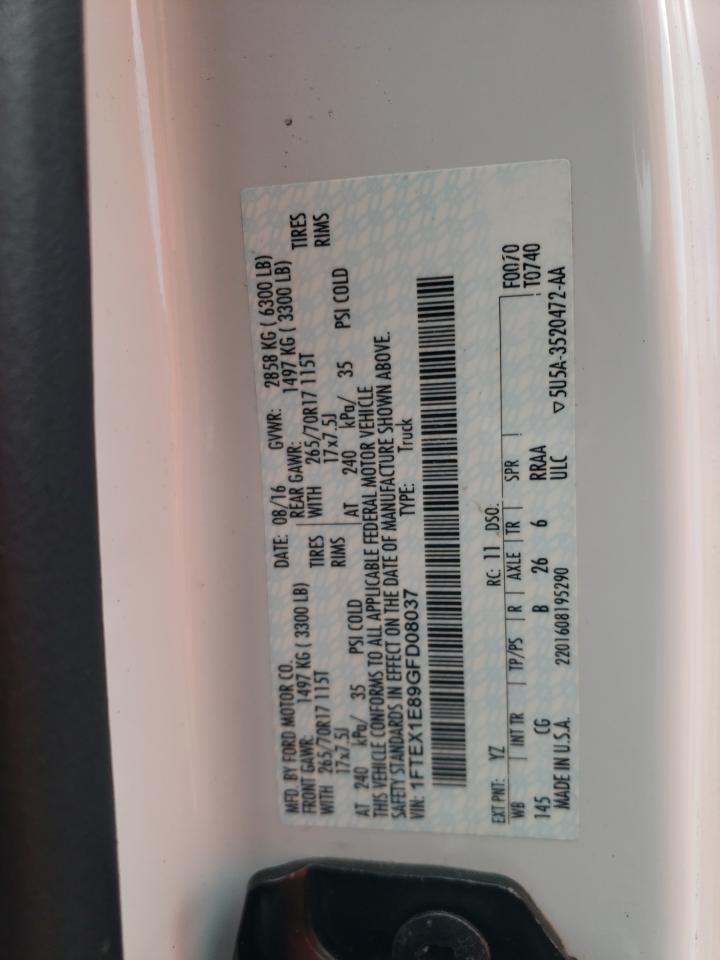 MFD. BY FORD MOTOR CO.
DATE: 08/16 GVWR: 2858 KG ( 6300 LB)
FRONT GAWR: 1497 KG ( 3300 LB)
REAR GAWR: 1497 KG ( 3300 LB)
WITH 265/70R17 115T TIRES
WITH 265/70R17 115T TIRES
17x7.5J RIMS
17x7.5J RIMS
AT 240 kPa/ 35 PSI COLD
AT 240 kPa/ 35 PSI COLD
THIS VEHICLE CONFORMS TO ALL APPLICABLE FEDERAL MOTOR VEHICLE
SAFETY STANDARDS IN EFFECT ON THE DATE OF MANUFACTURE SHOWN ABOVE.
VIN: 1FTEX1E89GFD08037 TYPE: Truck
EXT PNT: YZ RC: 11 DSO: F0070
WB INT TR TP/PS R AXLE TR SPR T0740
145 CG B 26 6 RRAA
MADE IN U.S.A. 2201608195290 ULC ▽5U5A-3520472-AA